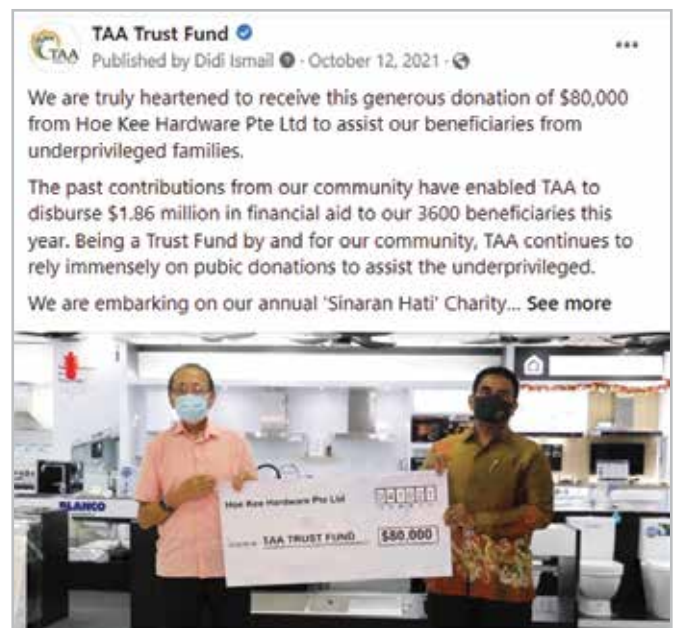 TAA Trust Fund
TAA
Published by Didi Ismail · October 12, 2021 ·
We are truly heartened to receive this generous donation of $80,000
from Hoe Kee Hardware Pte Ltd to assist our beneficiaries from
underprivileged families.
The past contributions from our community have enabled TAA to
disburse $1.86 million in financial aid to our 3600 beneficiaries this
year. Being a Trust Fund by and for our community, TAA continues to
rely immensely on pubic donations to assist the underprivileged.
We are embarking on our annual 'Sinaran Hati' Charity... See more
BLANCO
Hoe Kee Hardware Pte Ltd
TAA TRUST FUND
$80,000